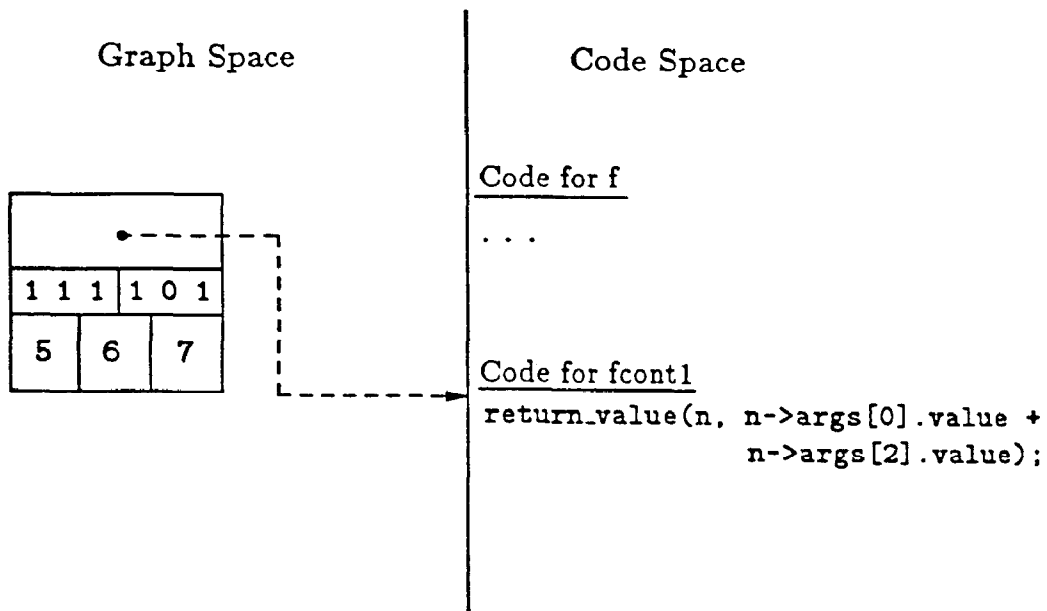 Graph Space
Code Space
Code for f
. . .
1 1 1 1 0 1
5 6 7
Code for fcont1
return_value(n, n->args[0].value +
n->args[2].value);